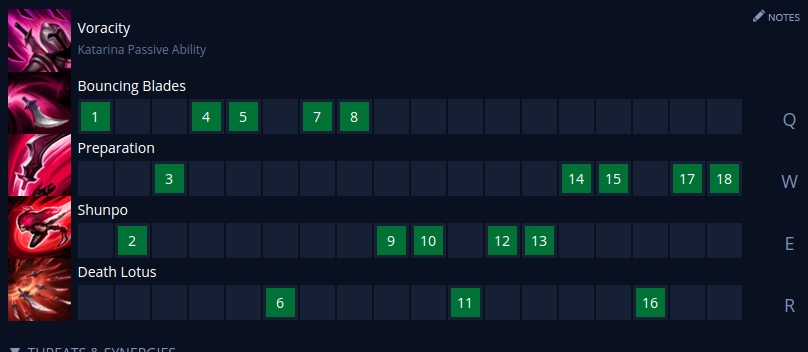 NOTES
Voracity
Katarina Passive Ability
Bouncing Blades
1 4 5 7 8 Q
Preparation
3 14 15 17 18 W
Shunpo
2 9 10 12 13 E
Death Lotus
6 11 16 R
THREATS & SYNERGIES